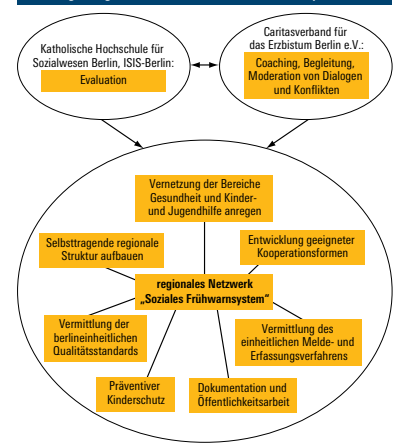 Katholische Hochschule für
Sozialwesen Berlin, ISIS-Berlin:
Evaluation
Caritasverband für
das Erzbistum Berlin e.V.:
Coaching, Begleitung,
Moderation von Dialogen
und Konflikten
Vernetzung der Bereiche
Gesundheit und Kinder-
und Jugendhilfe anregen
Selbsttragende regionale
Struktur aufbauen
Entwicklung geeigneter
Kooperationsformen
regionales Netzwerk
„Soziales Frühwarnsystem“
Vermittlung der
berlineinheitlichen
Qualitätsstandards
Vermittlung des
einheitlichen Melde- und
Erfassungsverfahrens
Präventiver
Kinderschutz
Dokumentation und
Öffentlichkeitsarbeit